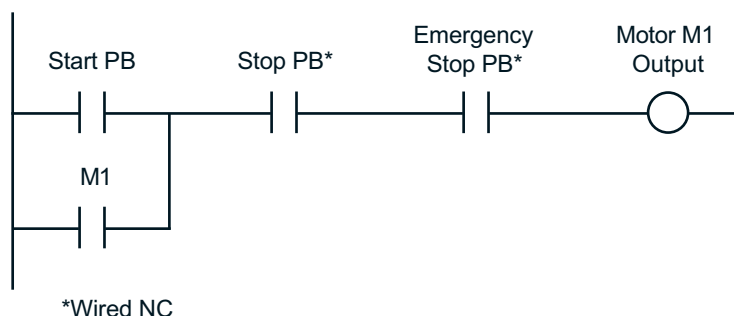 Start PB
Stop PB*
Emergency
Stop PB*
Motor M1
Output
M1
*Wired NC